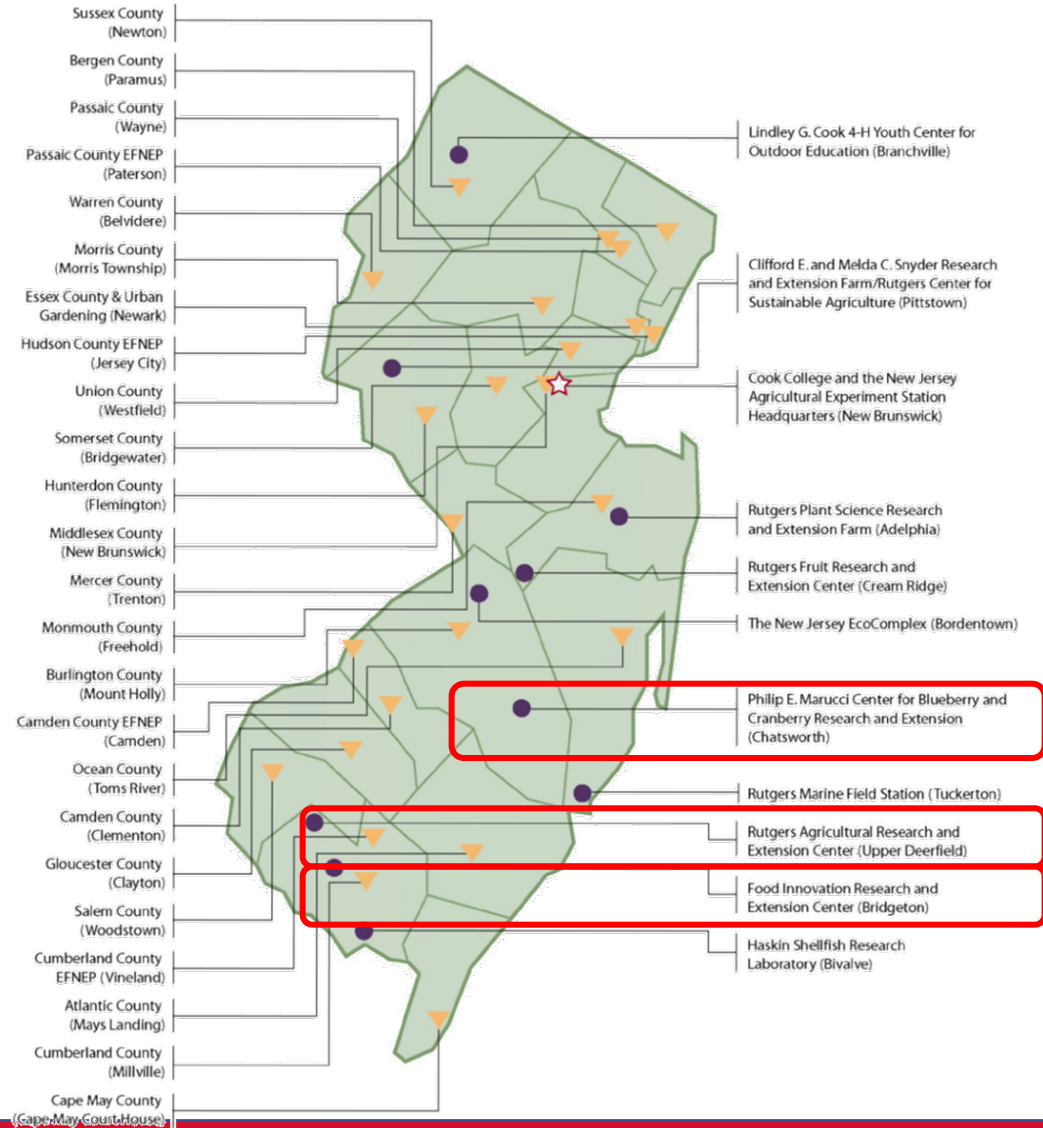 Sussex County
(Newton)
Bergen County
(Paramus)
Passaic County
(Wayne)
Passaic County EFNEP
(Paterson)
Warren County
(Belvidere)
Morris County
(Morris Township)
Essex County & Urban
Gardening (Newark)
Hudson County EFNEP
(Jersey City)
Union County
(Westfield)
Somerset County
(Bridgewater)
Hunterdon County
(Flemington)
Middlesex County
(New Brunswick)
Mercer County
(Trenton)
Monmouth County
(Freehold)
Burlington County
(Mount Holly)
Camden County EFNEP
(Camden)
Ocean County
(Toms River)
Camden County
(Clementon)
Gloucester County
(Clayton)
Salem County
(Woodstown)
Cumberland County
EFNEP (Vineland)
Atlantic County
(Mays Landing)
Cumberland County
(Millville)
Cape May County
(Cape May Court House)
Lindley G. Cook 4-H Youth Center for
Outdoor Education (Branchville)
Clifford E. and Melda C. Snyder Research
and Extension Farm/Rutgers Center for
Sustainable Agriculture (Pittstown)
Cook College and the New Jersey
Agricultural Experiment Station
Headquarters (New Brunswick)
Rutgers Plant Science Research
and Extension Farm (Adelphia)
Rutgers Fruit Research and
Extension Center (Cream Ridge)
The New Jersey EcoComplex (Bordentown)
Philip E. Marucci Center for Blueberry and
Cranberry Research and Extension
(Chatsworth)
Rutgers Marine Field Station (Tuckerton)
Rutgers Agricultural Research and
Extension Center (Upper Deerfield)
Food Innovation Research and
Extension Center (Bridgeton)
Haskin Shellfish Research
Laboratory (Bivalve)